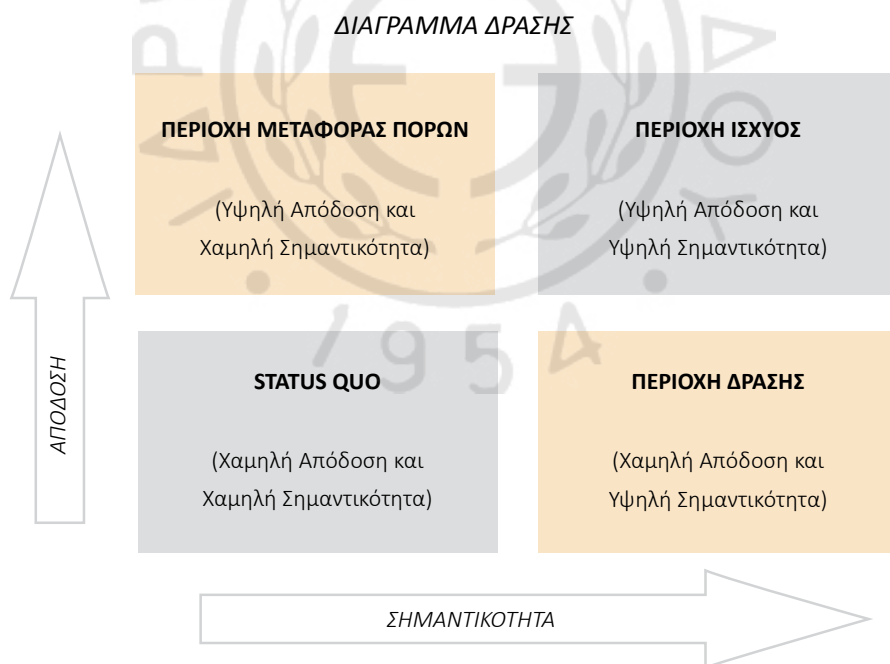 ΔΙΑΓΡΑΜΜΑ ΔΡΑΣΗΣ
ΠΕΡΙΟΧΗ ΜΕΤΑΦΟΡΑΣ ΠΟΡΩΝ
(Υψηλή Απόδοση και
Χαμηλή Σημαντικότητα)
ΠΕΡΙΟΧΗ ΙΣΧΥΟΣ
(Υψηλή Απόδοση και
Υψηλή Σημαντικότητα)
ΑΠΟΔΟΣΗ
STATUS QUO
(Χαμηλή Απόδοση και
Χαμηλή Σημαντικότητα)
ΠΕΡΙΟΧΗ ΔΡΑΣΗΣ
(Χαμηλή Απόδοση και
Υψηλή Σημαντικότητα)
ΣΗΜΑΝΤΙΚΟΤΗΤΑ
1954